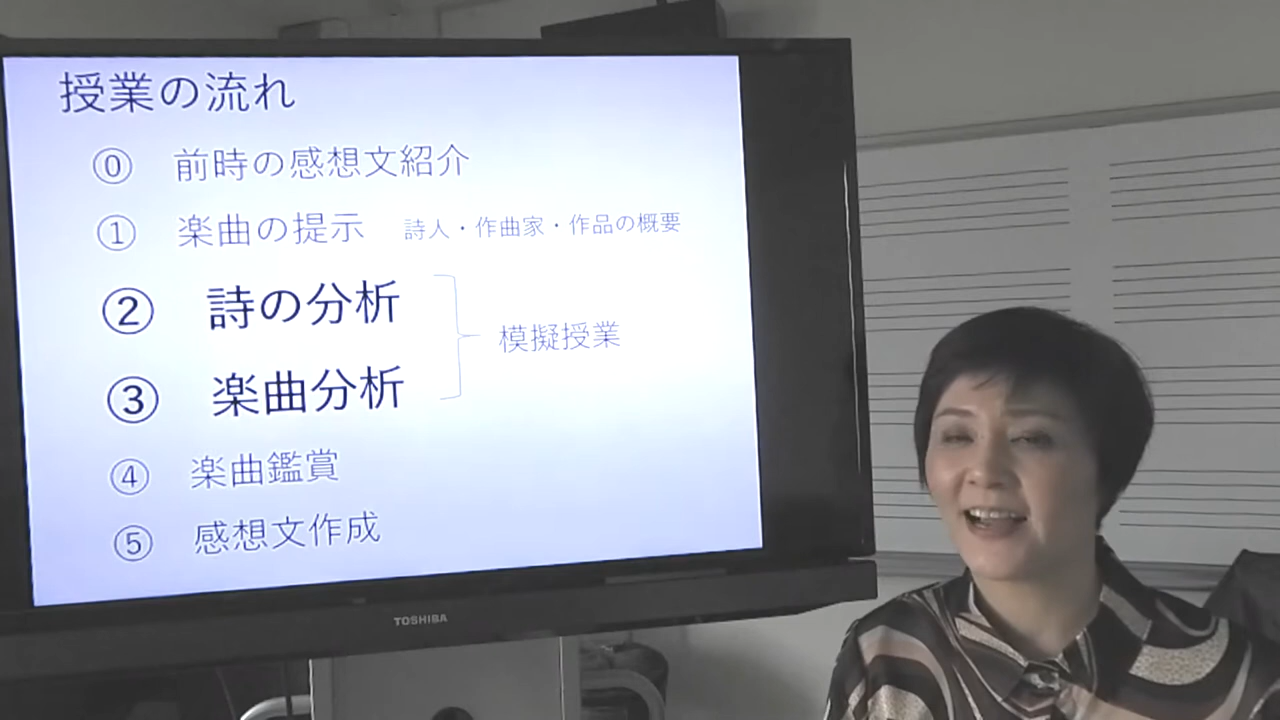 授業の流れ
⓪ 前時の感想文紹介
① 楽曲の提示 詩人・作曲家・作品の概要
② 詩の分析
模擬授業
③ 楽曲分析
④ 楽曲鑑賞
⑤ 感想文作成
TOSHIBA